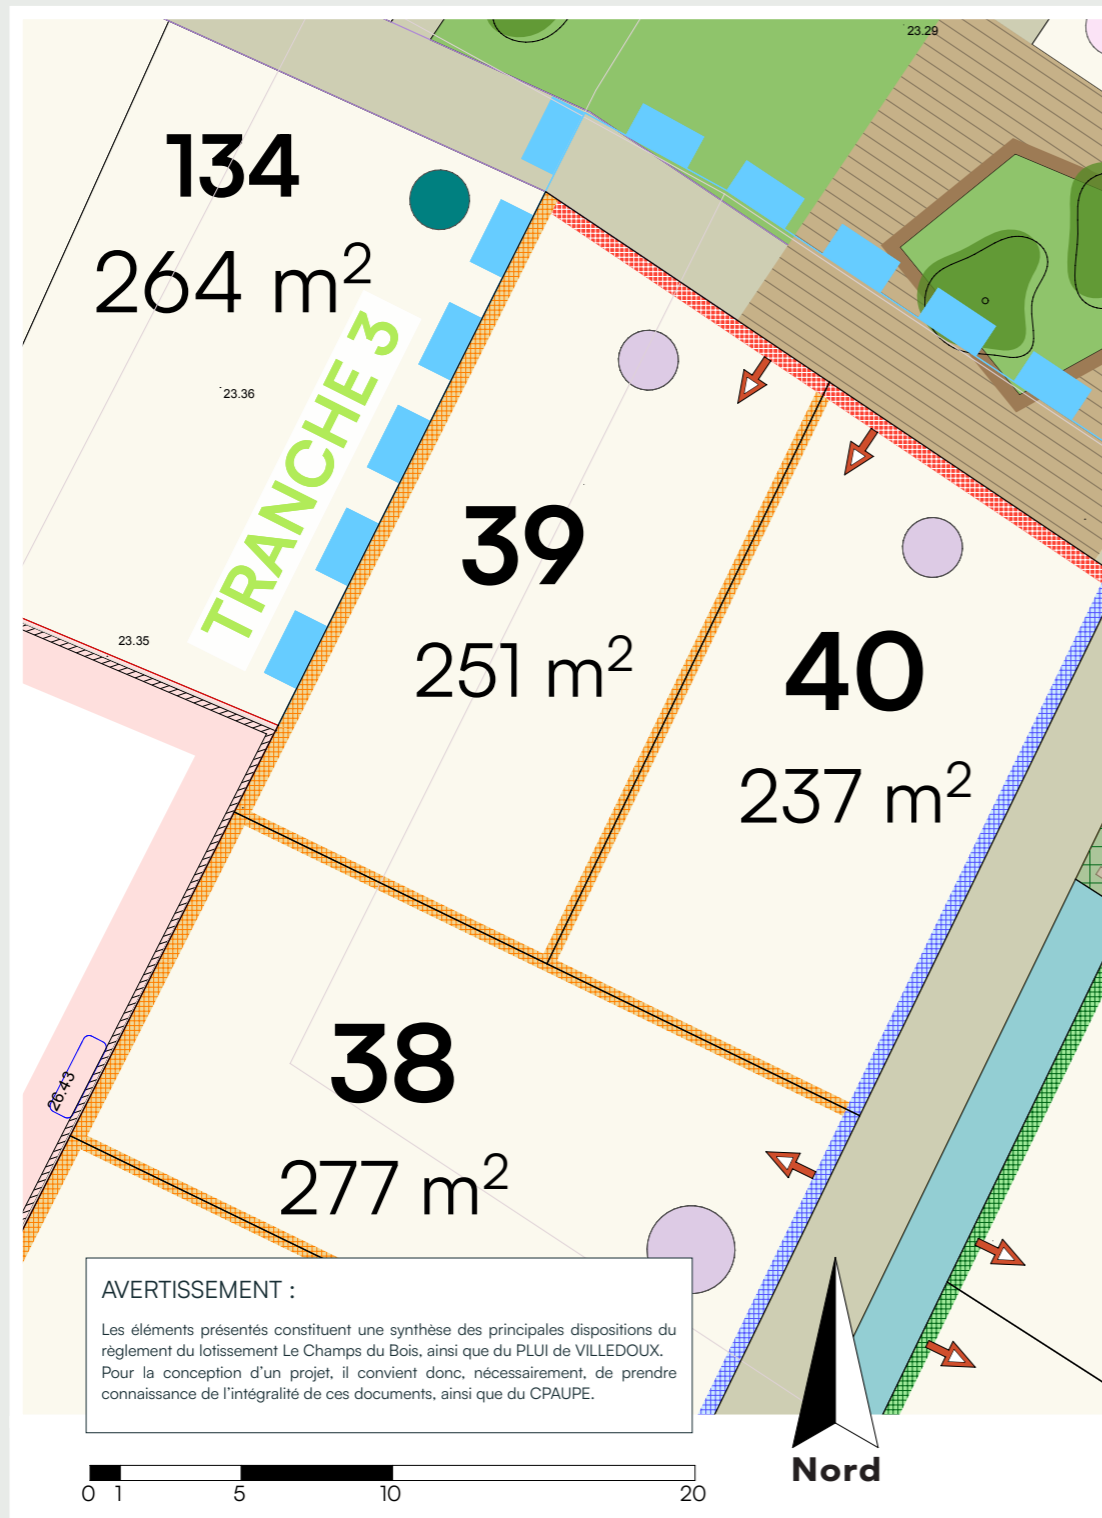 23.29
134
264 m²
TRANCHE 3
23.36
23.35
39
251 m²
40
237 m²
38
277 m²
26.43
AVERTISSEMENT :
Les éléments présentés constituent une synthèse des principales dispositions du
règlement du lotissement Le Champs du Bois, ainsi que du PLUI de VILLEDOUX.
Pour la conception d'un projet, il convient donc, nécessairement, de prendre
connaissance de l'intégralité de ces documents, ainsi que du CPAUPE.
Nord
0 1 5 10 20